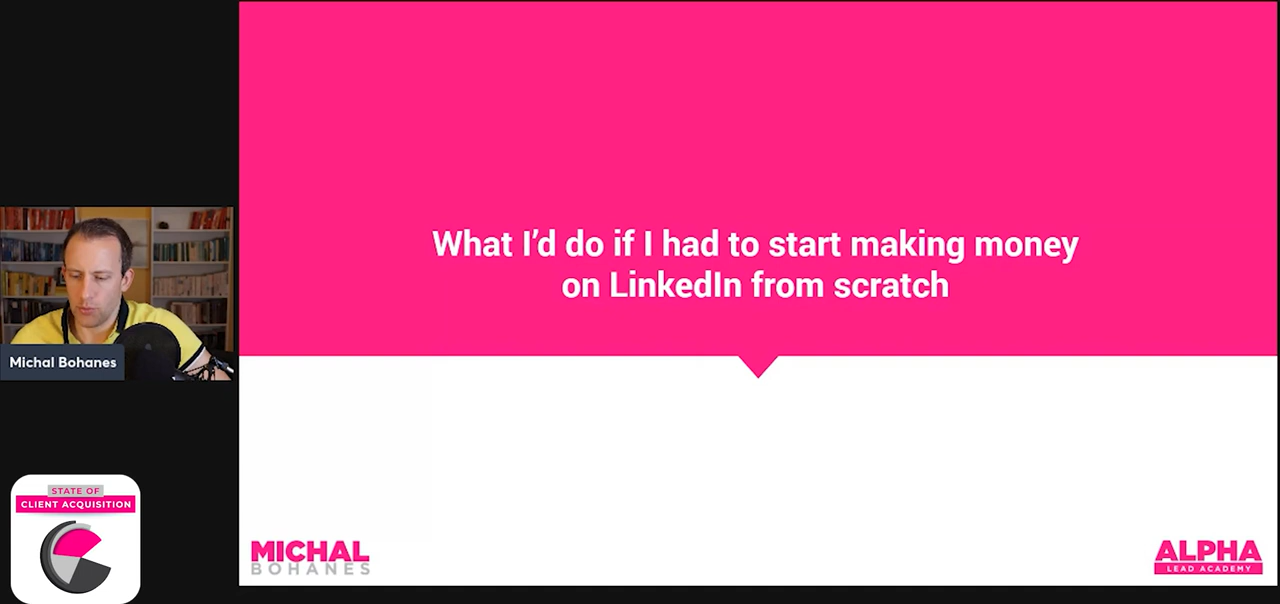 What I'd do if I had to start making money
on LinkedIn from scratch
Michal Bohanes
STATE OF
CLIENT ACQUISITION
MICHAL
BOHANES
ALPHA
LEAD ACADEMY